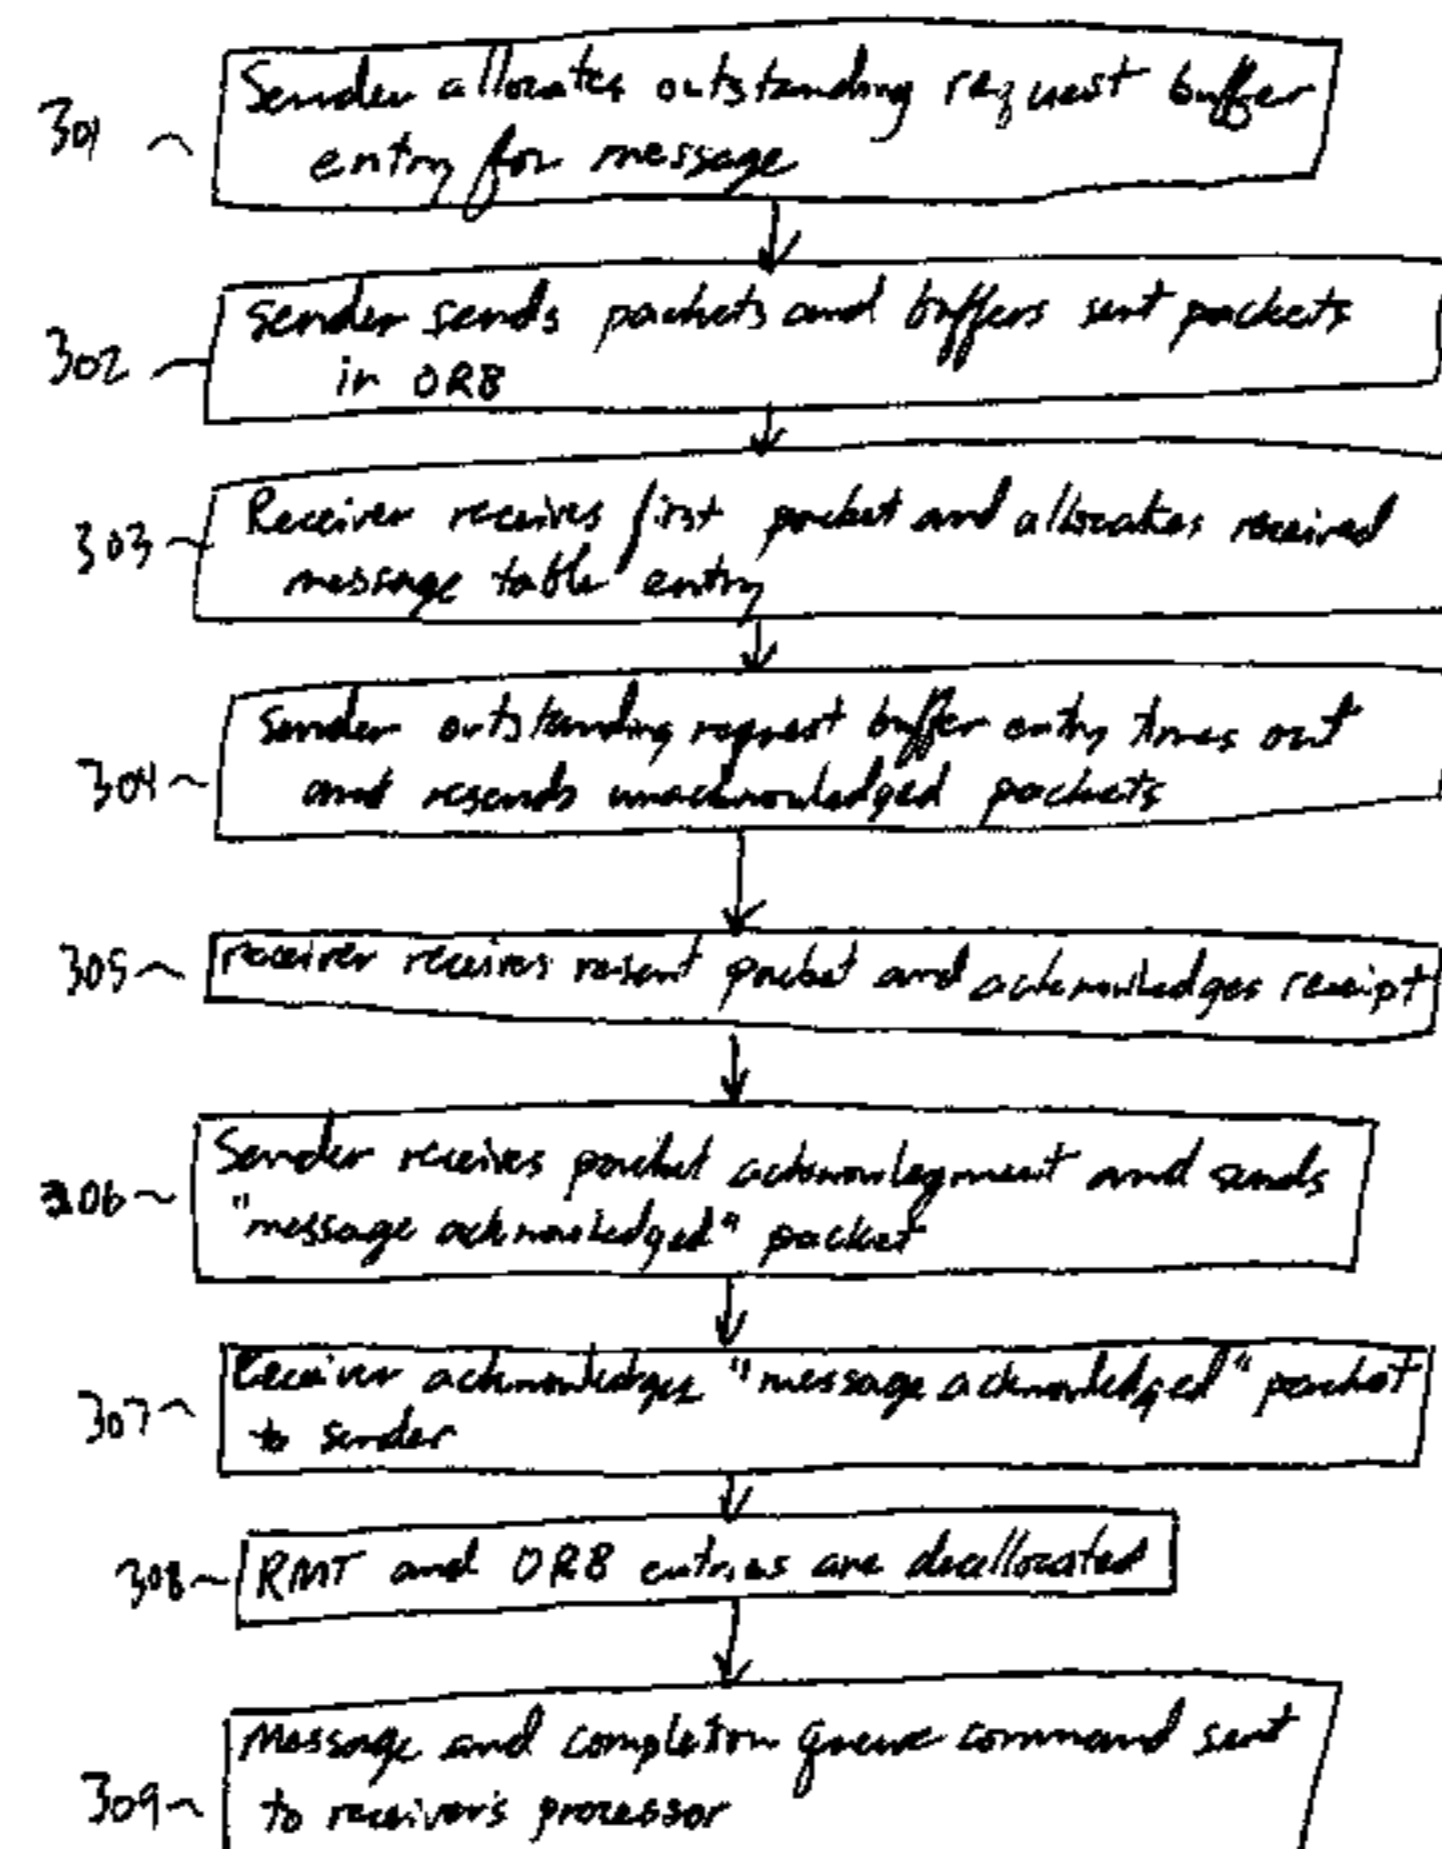 301 Sender allocates outstanding request buffer
entry for message
302 Sender sends packets and buffers sent packets
in ORB
303 Receiver receives first packet and allocates received
message table entry
304 Sender outstanding request buffer entry times out
and resends unacknowledged packets
305 receiver receives resent packet and acknowledges receipt
306 Sender receives packet acknowlegment and sends
"message acknowledged" packet
307 Receiver acknowledges "message acknowledged" packet
to sender
308 RMT and ORB entries are deallocated
309 Message and completion queue command sent
to receiver's processor